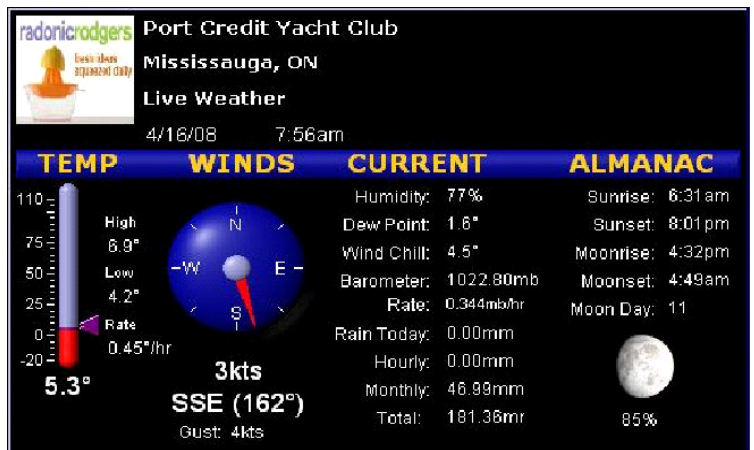 radonicrodgers
fresh ideas
squeezed daily
Port Credit Yacht Club
Mississauga, ON
Live Weather
4/16/08 7:56am
TEMP WINDS CURRENT ALMANAC
110
75
50
25
0
-20
High
6.9°
Low
4.2°
Rate
0.45°/hr
5.3°
N
W E
S
3kts
SSE (162°)
Gust: 4kts
Humidity: 77%
Dew Point: 1.6°
Wind Chill: 4.5°
Barometer: 1022.80mb
Rate: 0.344mb/hr
Rain Today: 0.00mm
Hourly: 0.00mm
Monthly: 46.99mm
Total: 181.36mr
Sunrise: 6:31am
Sunset: 8:01pm
Moonrise: 4:32pm
Moonset: 4:49am
Moon Day: 11
85%